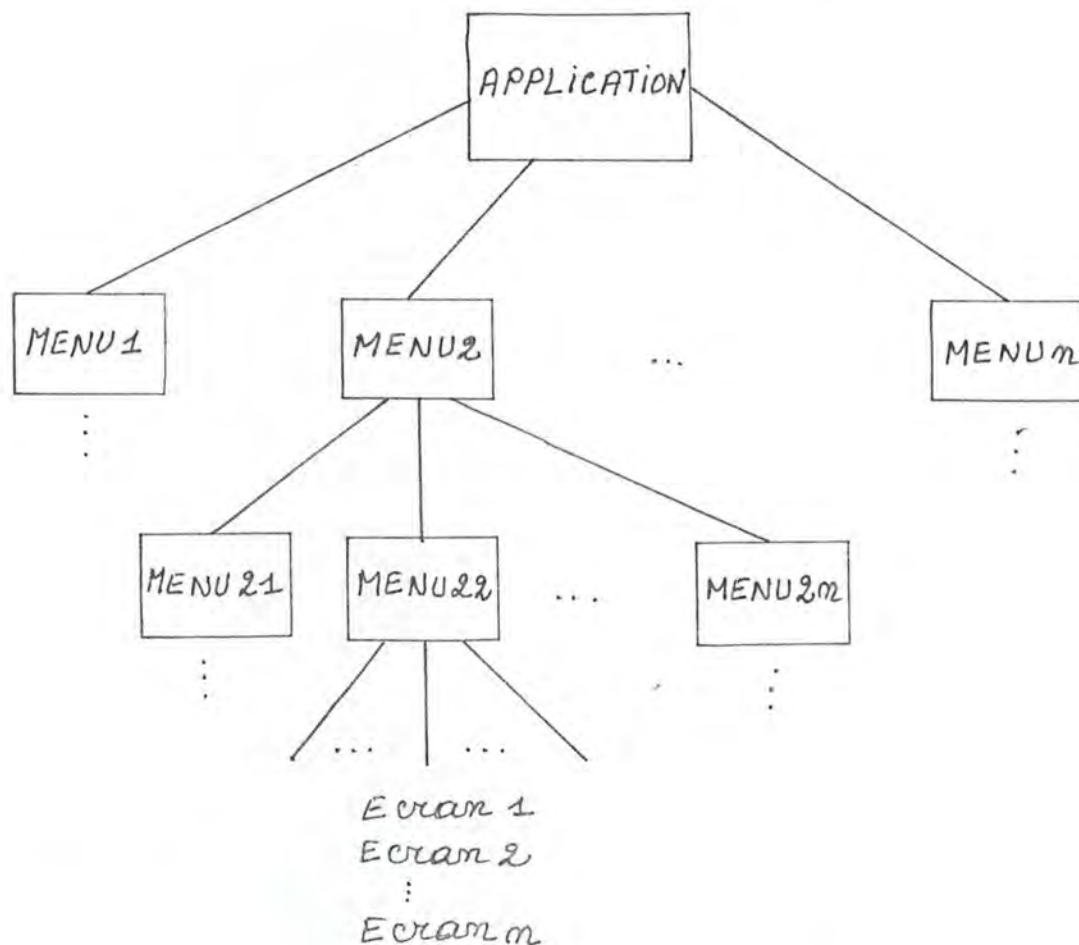 APPLiCATiON
MENU1
MENU2
...
MENUn
MENU21
MENU22
...
MENU2n
... ...
Ecran 1
Ecran 2
⋮
Ecran n